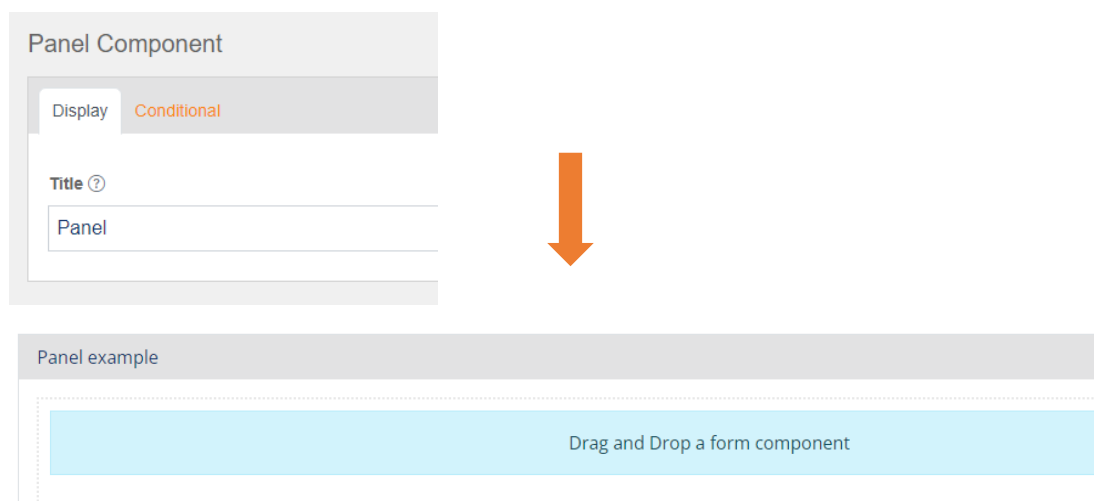 Panel Component
Display Conditional
Title ?
Panel
Panel example
Drag and Drop a form component